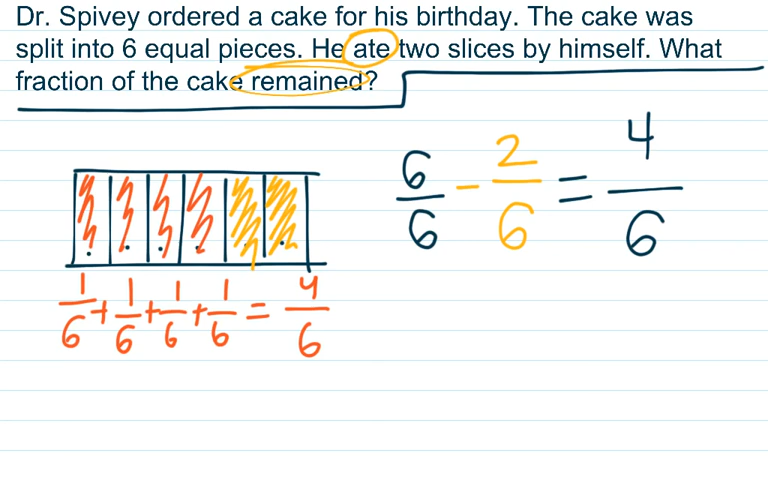 Dr. Spivey ordered a cake for his birthday. The cake was
split into 6 equal pieces. He ate two slices by himself. What
fraction of the cake remained?
6/6 - 2/6 = 4/6
1/6 + 1/6 + 1/6 + 1/6 = 4/6